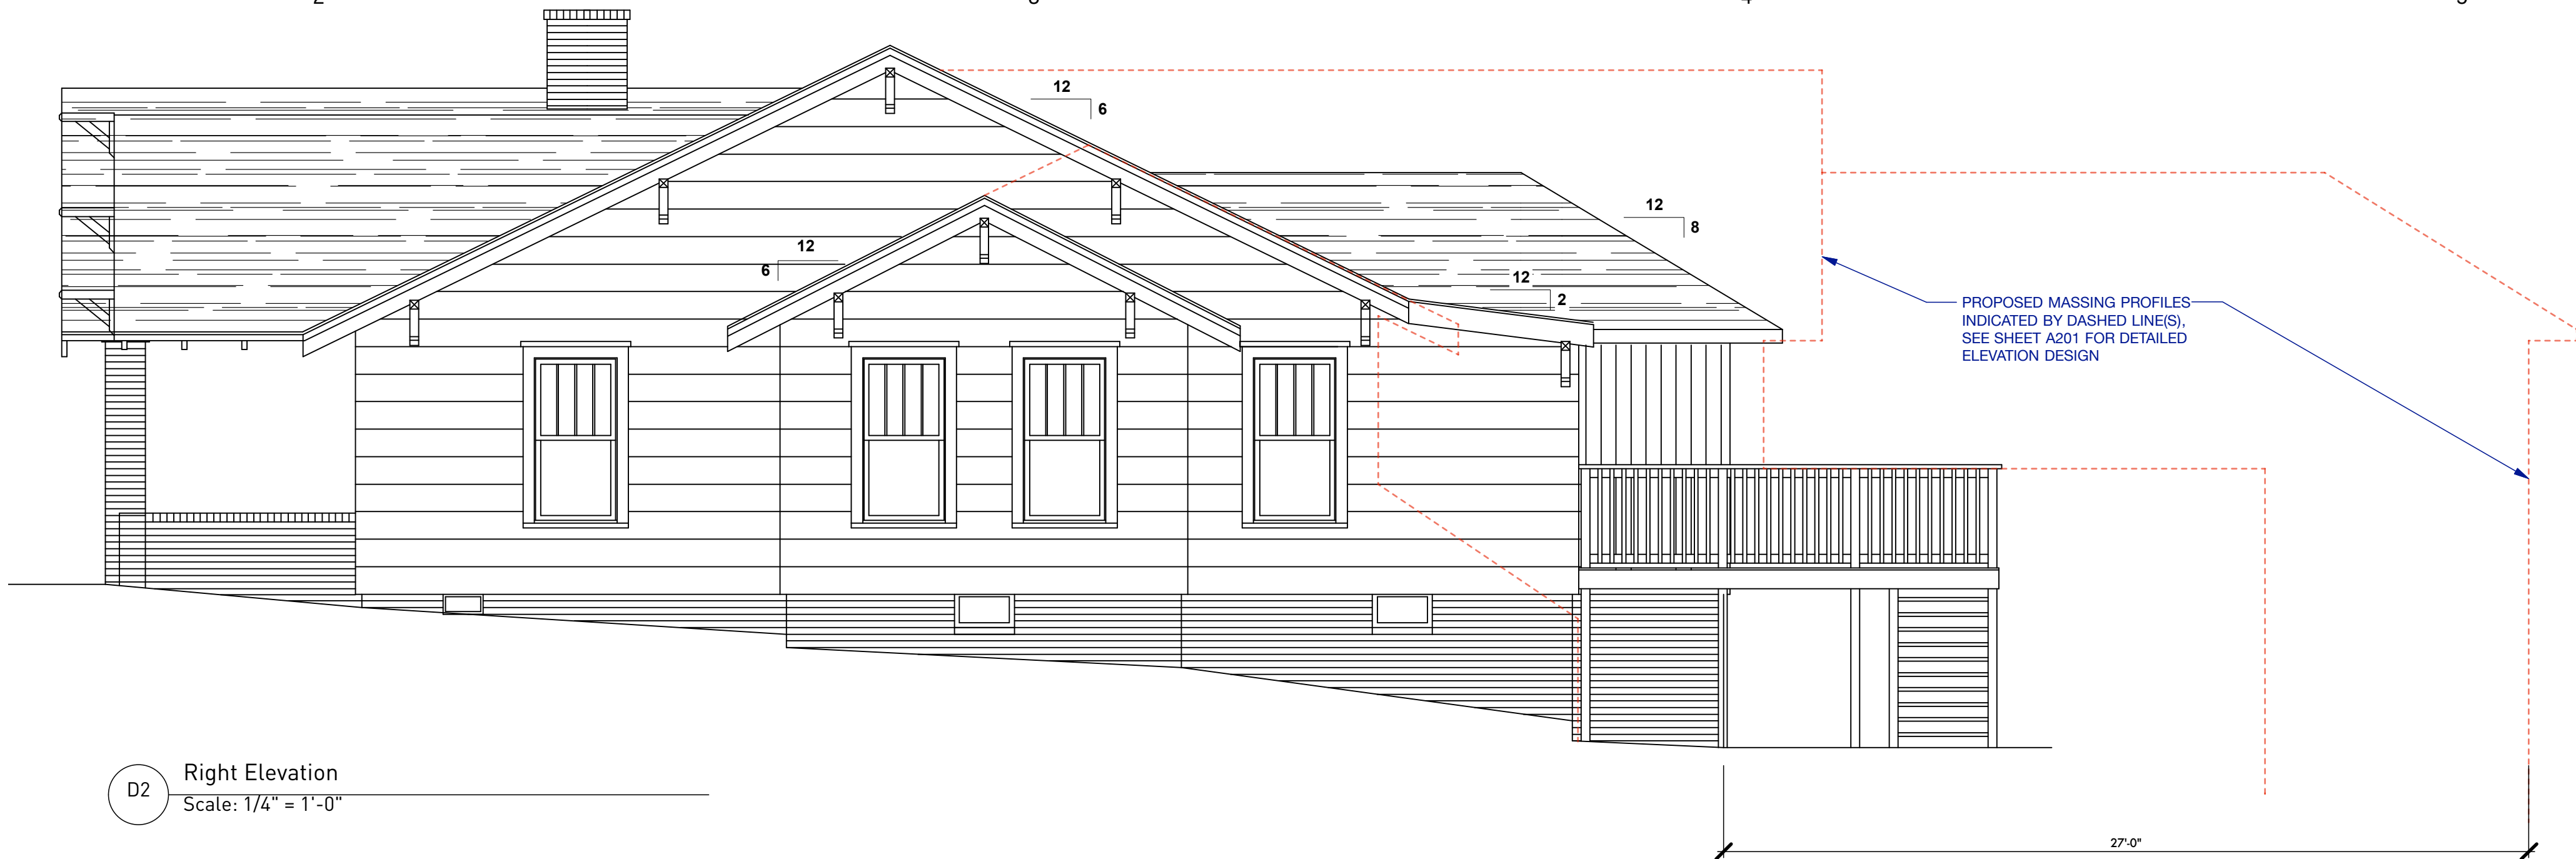 12
6
12
8
12
6
12
2
PROPOSED MASSING PROFILES
INDICATED BY DASHED LINE(S),
SEE SHEET A201 FOR DETAILED
ELEVATION DESIGN
D2
Right Elevation
Scale: 1/4" = 1'-0"
27'-0"